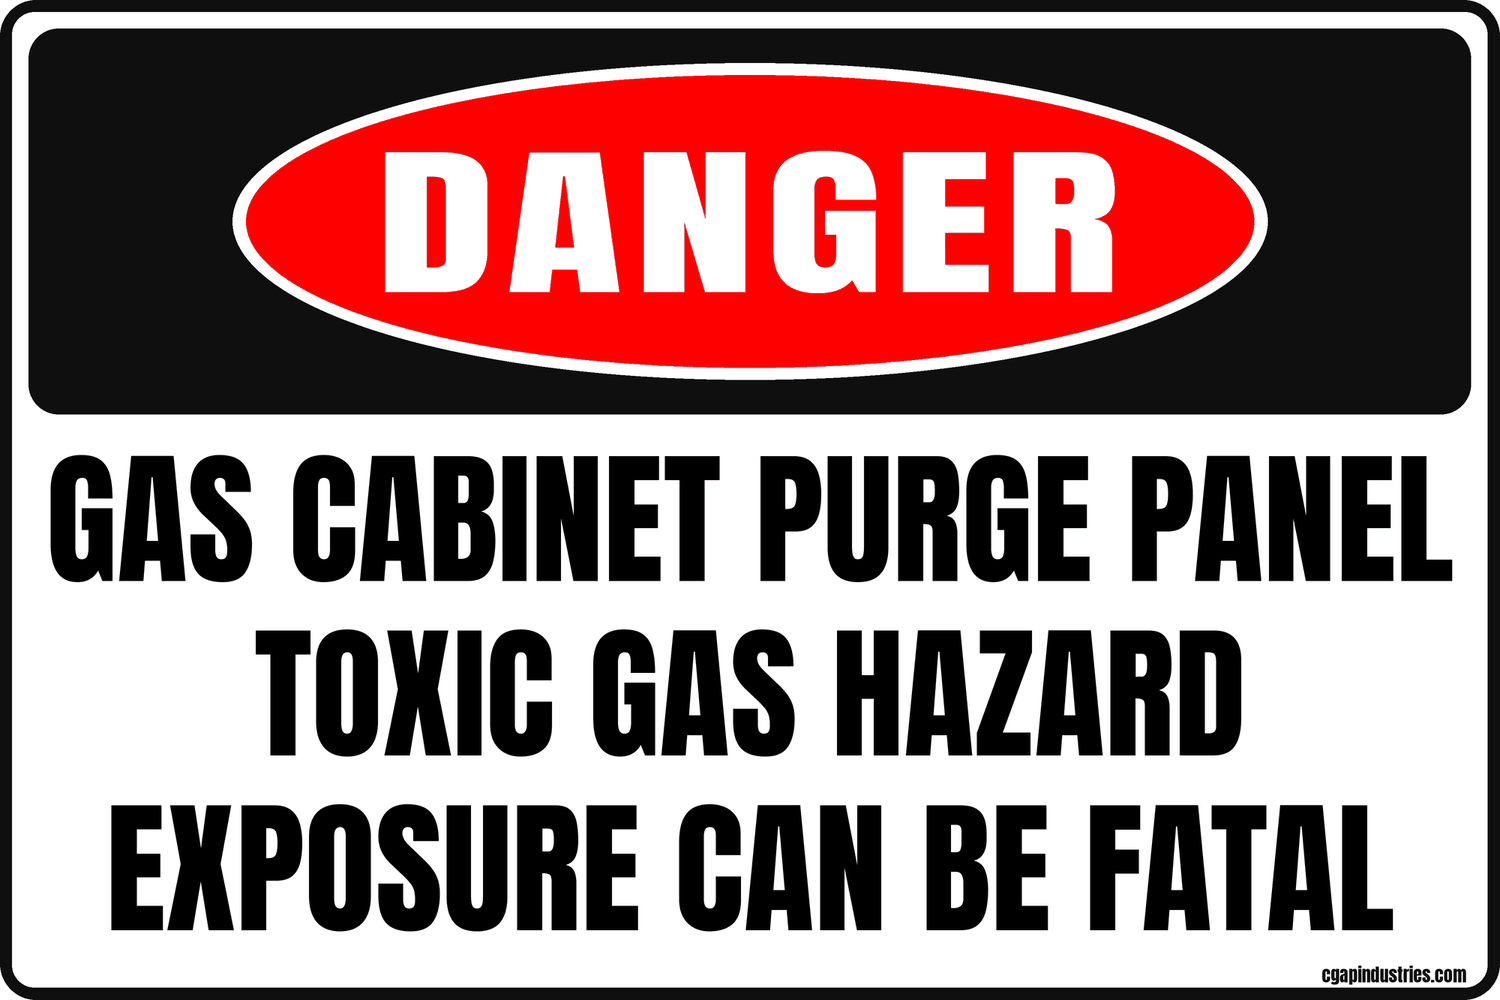 DANGER
GAS CABINET PURGE PANEL
TOXIC GAS HAZARD
EXPOSURE CAN BE FATAL
cgapindustries.com